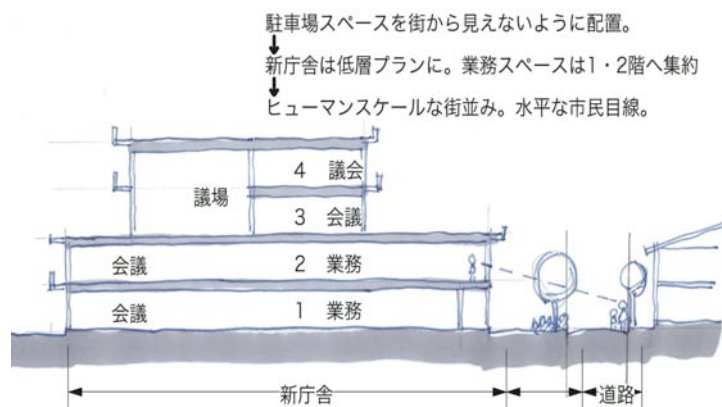 駐車場スペースを街から見えないように配置。
新庁舎は低層プランに。業務スペースは1・2階へ集約
ヒューマンスケールな街並み。水平な市民目線。
4 議会
議場
3 会議
会議 2 業務
会議 1 業務
新庁舎 道路